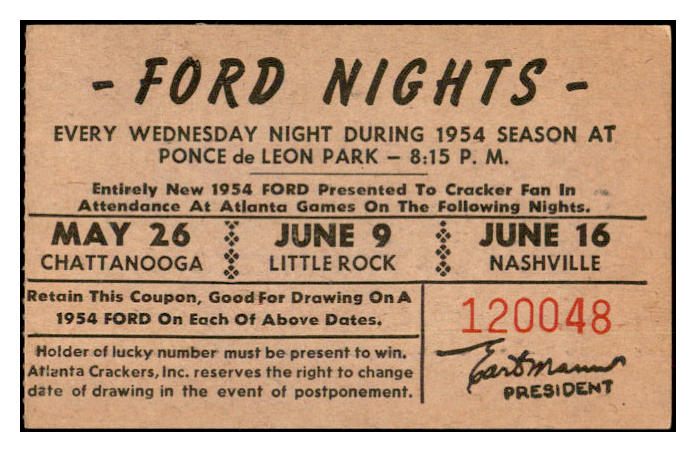 - FORD NIGHTS -
EVERY WEDNESDAY NIGHT DURING 1954 SEASON AT
PONCE de LEON PARK — 8:15 P. M.
Entirely New 1954 FORD Presented To Cracker Fan In
Attendance At Atlanta Games On The Following Nights.
MAY 26 JUNE 9 JUNE 16
CHATTANOOGA LITTLE ROCK NASHVILLE
Retain This Coupon, Good For Drawing On A
1954 FORD On Each Of Above Dates.
Holder of lucky number must be present to win.
Atlanta Crackers, Inc. reserves the right to change
date of drawing in the event of postponement.
120048
Earl Mann
PRESIDENT